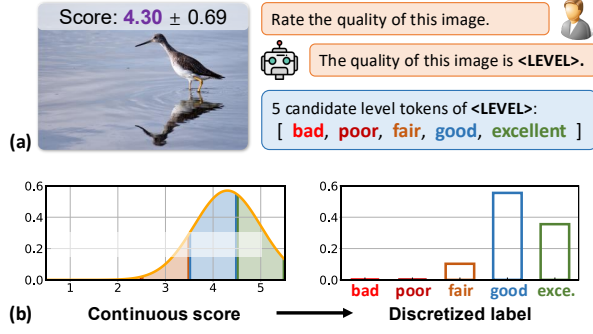 Score: 4.30 ± 0.69
Rate the quality of this image.
The quality of this image is <LEVEL>.
5 candidate level tokens of <LEVEL>:
[ bad, poor, fair, good, excellent ]
(a)
0.6
0.4
0.2
0.0
1 2 3 4 5
0.6
0.4
0.2
0.0
bad poor fair good exce.
(b) Continuous score Discretized label